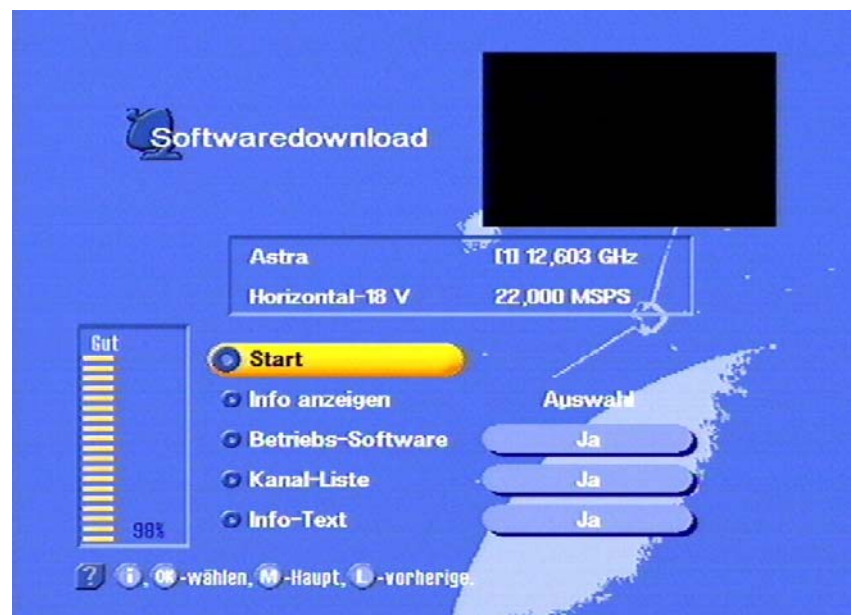 Softwaredownload
Astra [1] 12,603 GHz
Horizontal-18 V 22,000 MSPS
Gut
Start
Info anzeigen Auswahl
Betriebs-Software Ja
Kanal-Liste Ja
Info-Text Ja
98%
? i, OK-wählen, M-Haupt, L-vorherige.